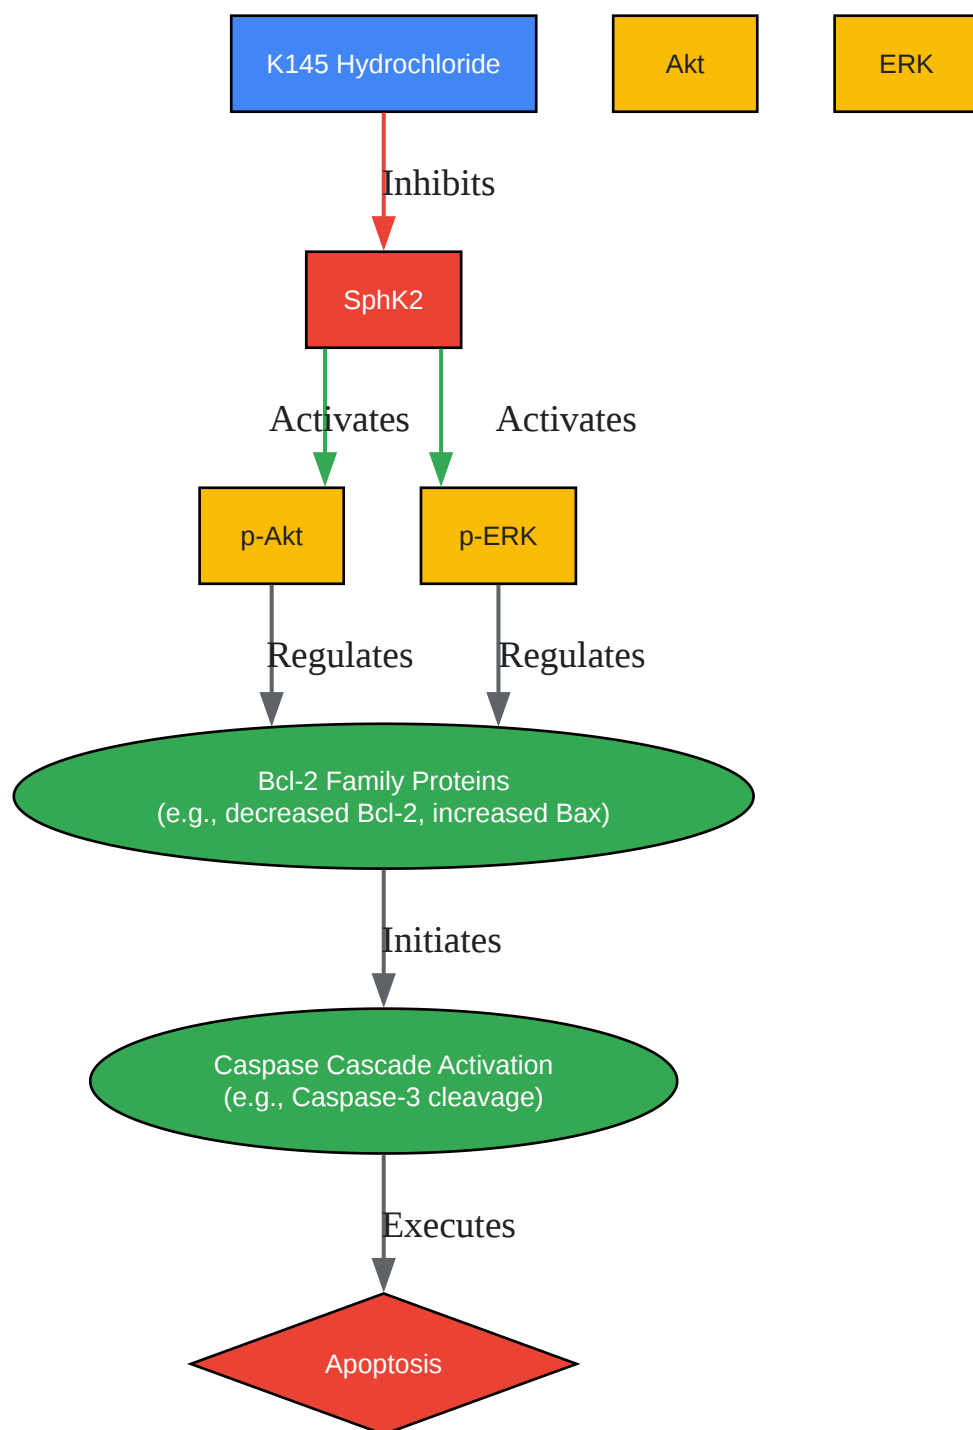 K145 Hydrochloride
Akt
ERK
Inhibits
SphK2
Activates
Activates
p-Akt
p-ERK
Regulates
Regulates
Bcl-2 Family Proteins
(e.g., decreased Bcl-2, increased Bax)
Initiates
Caspase Cascade Activation
(e.g., Caspase-3 cleavage)
Executes
Apoptosis